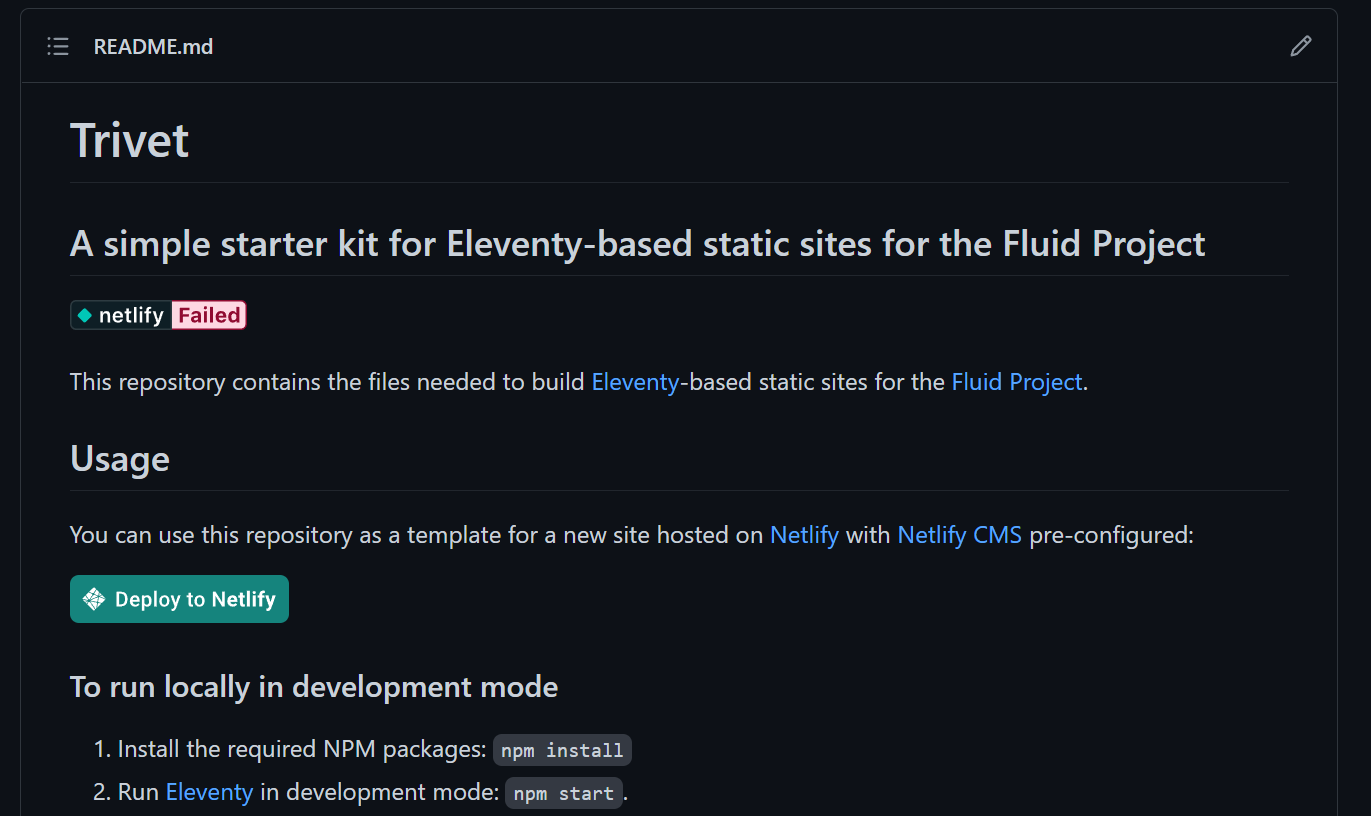 README.md
Trivet
A simple starter kit for Eleventy-based static sites for the Fluid Project
netlify Failed
This repository contains the files needed to build Eleventy-based static sites for the Fluid Project.
Usage
You can use this repository as a template for a new site hosted on Netlify with Netlify CMS pre-configured:
Deploy to Netlify
To run locally in development mode
1. Install the required NPM packages: npm install
2. Run Eleventy in development mode: npm start.